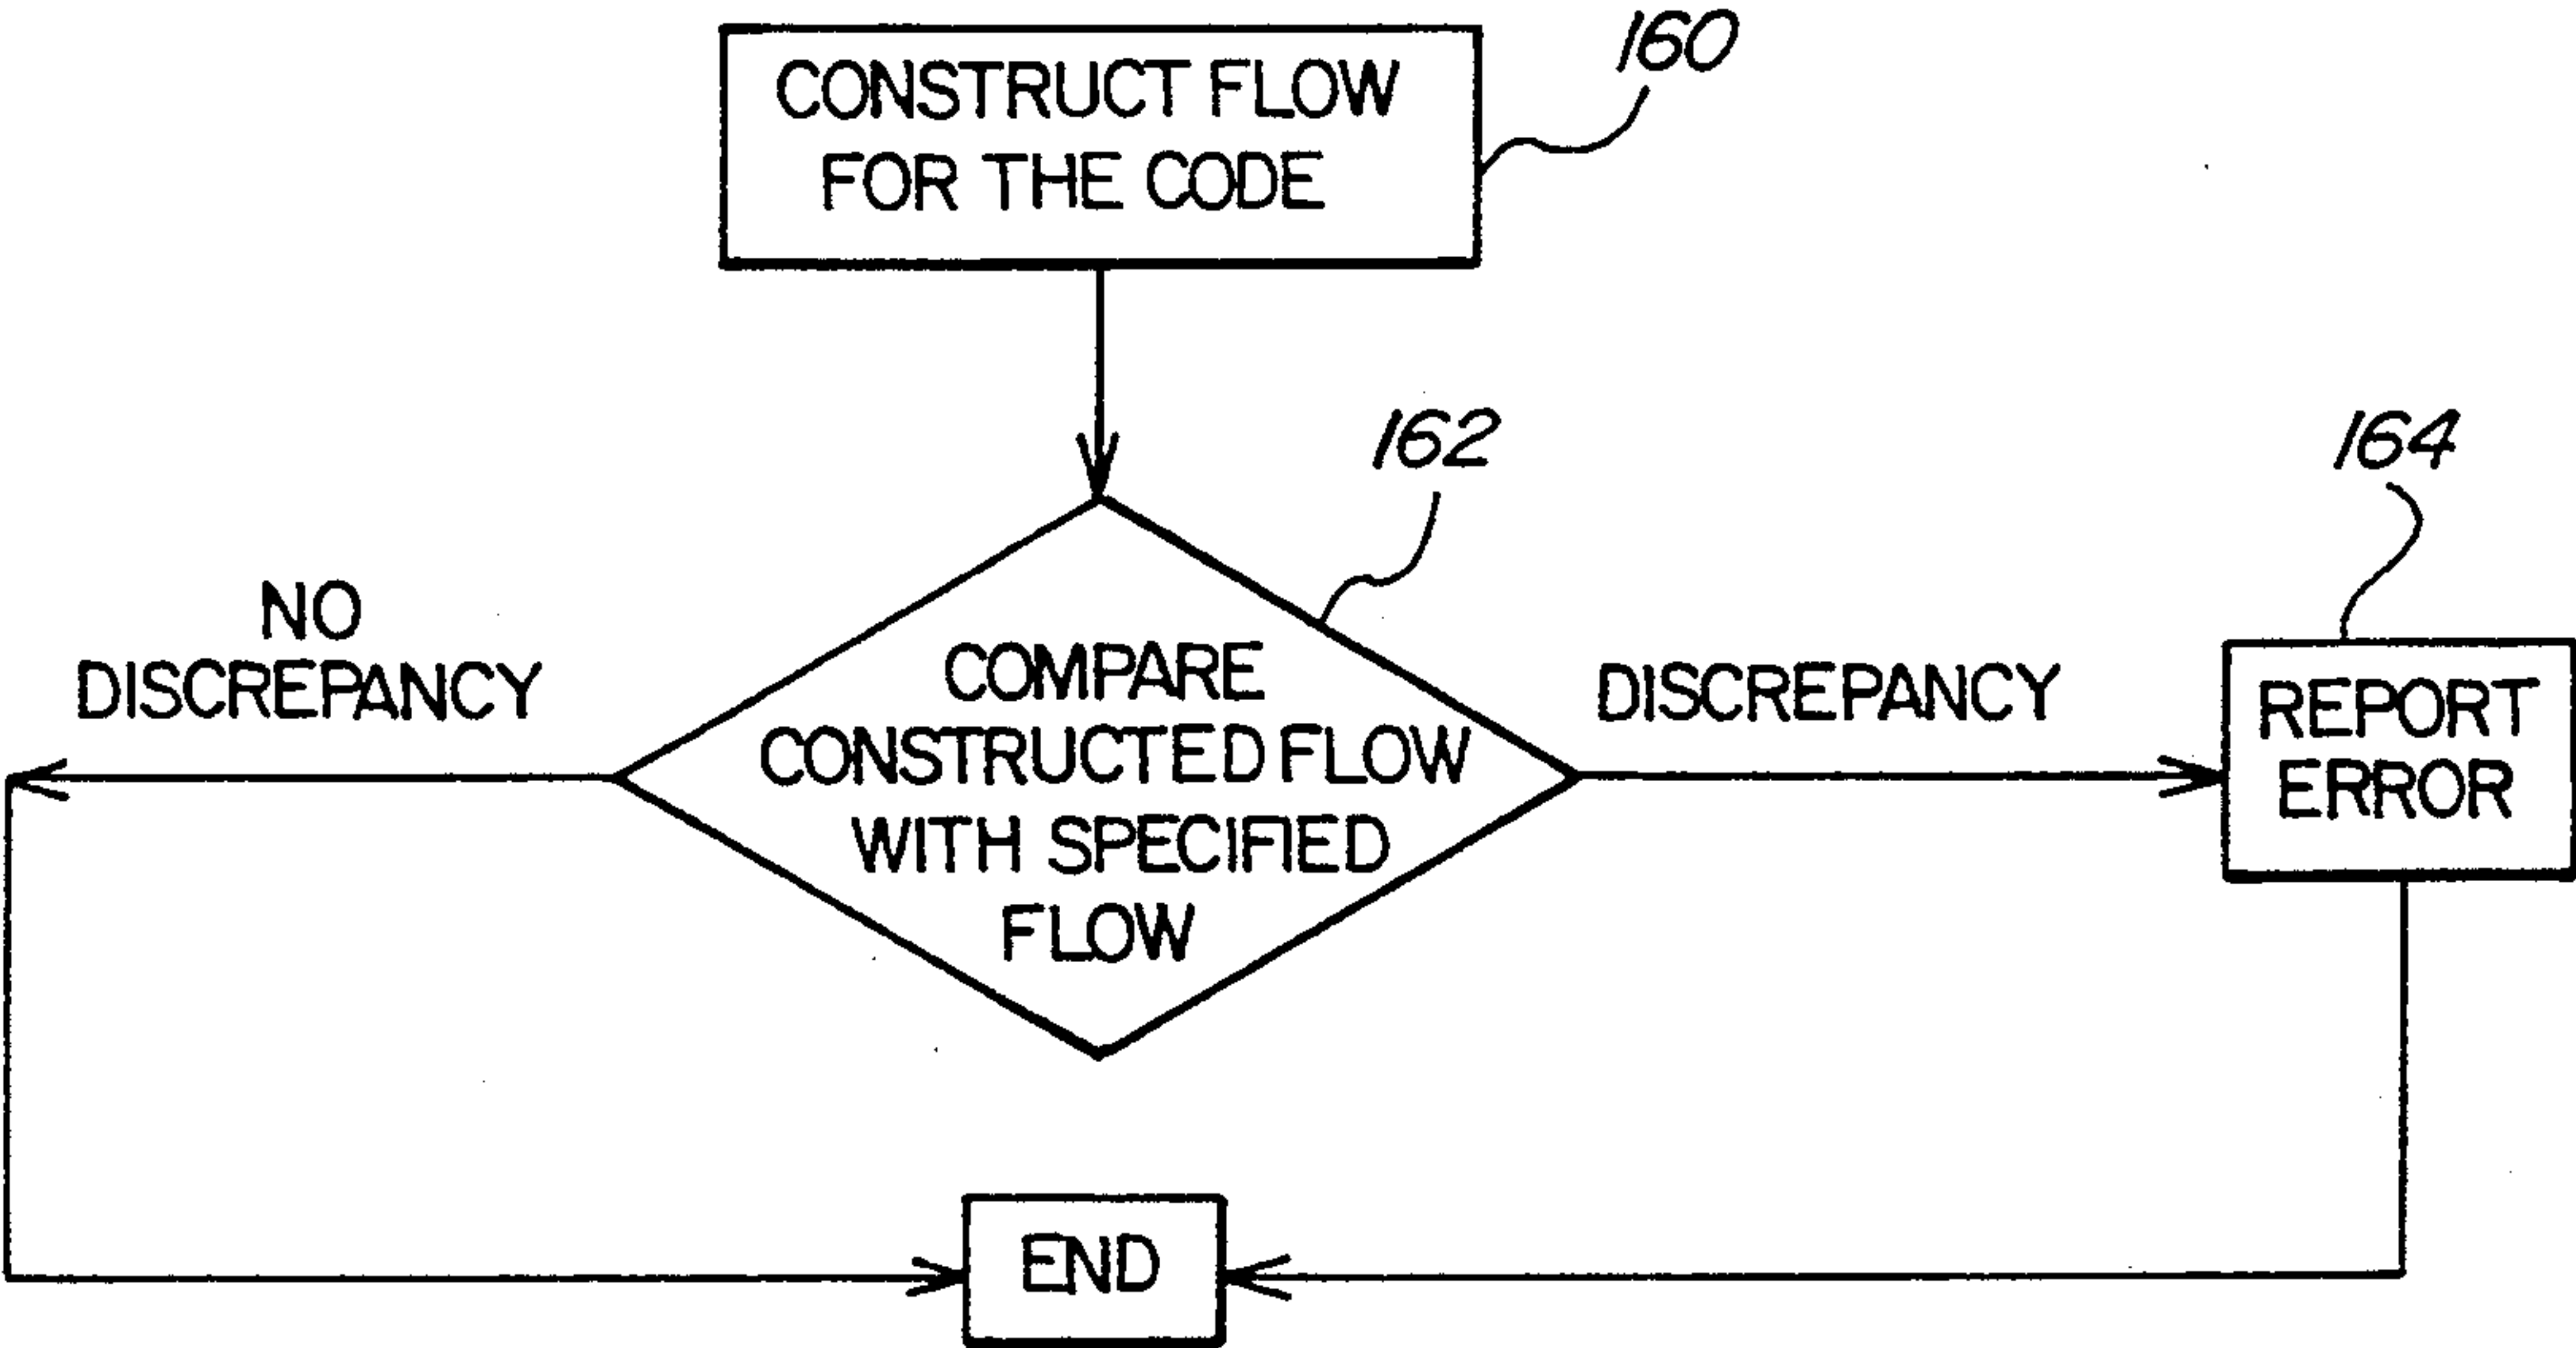 CONSTRUCT FLOW
FOR THE CODE
160
162
164
NO
DISCREPANCY
COMPARE
CONSTRUCTED FLOW
WITH SPECIFIED
FLOW
DISCREPANCY
REPORT
ERROR
END